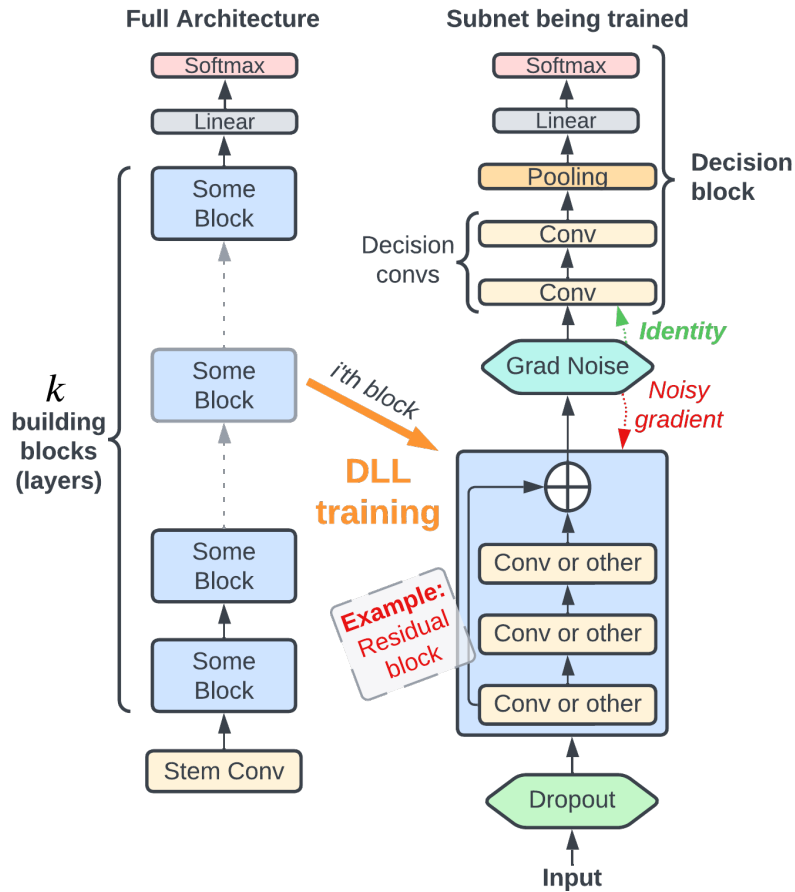 Full Architecture
Softmax
Linear
Some
Block
Some
Block
k
building
blocks
(layers)
Some
Block
Some
Block
Stem Conv
i'th block
DLL
training
Example:
Residual
block
Subnet being trained
Softmax
Linear
Pooling
Conv
Conv
Decision
convs
Decision
block
Identity
Grad Noise
Noisy
gradient
Conv or other
Conv or other
Conv or other
Dropout
Input